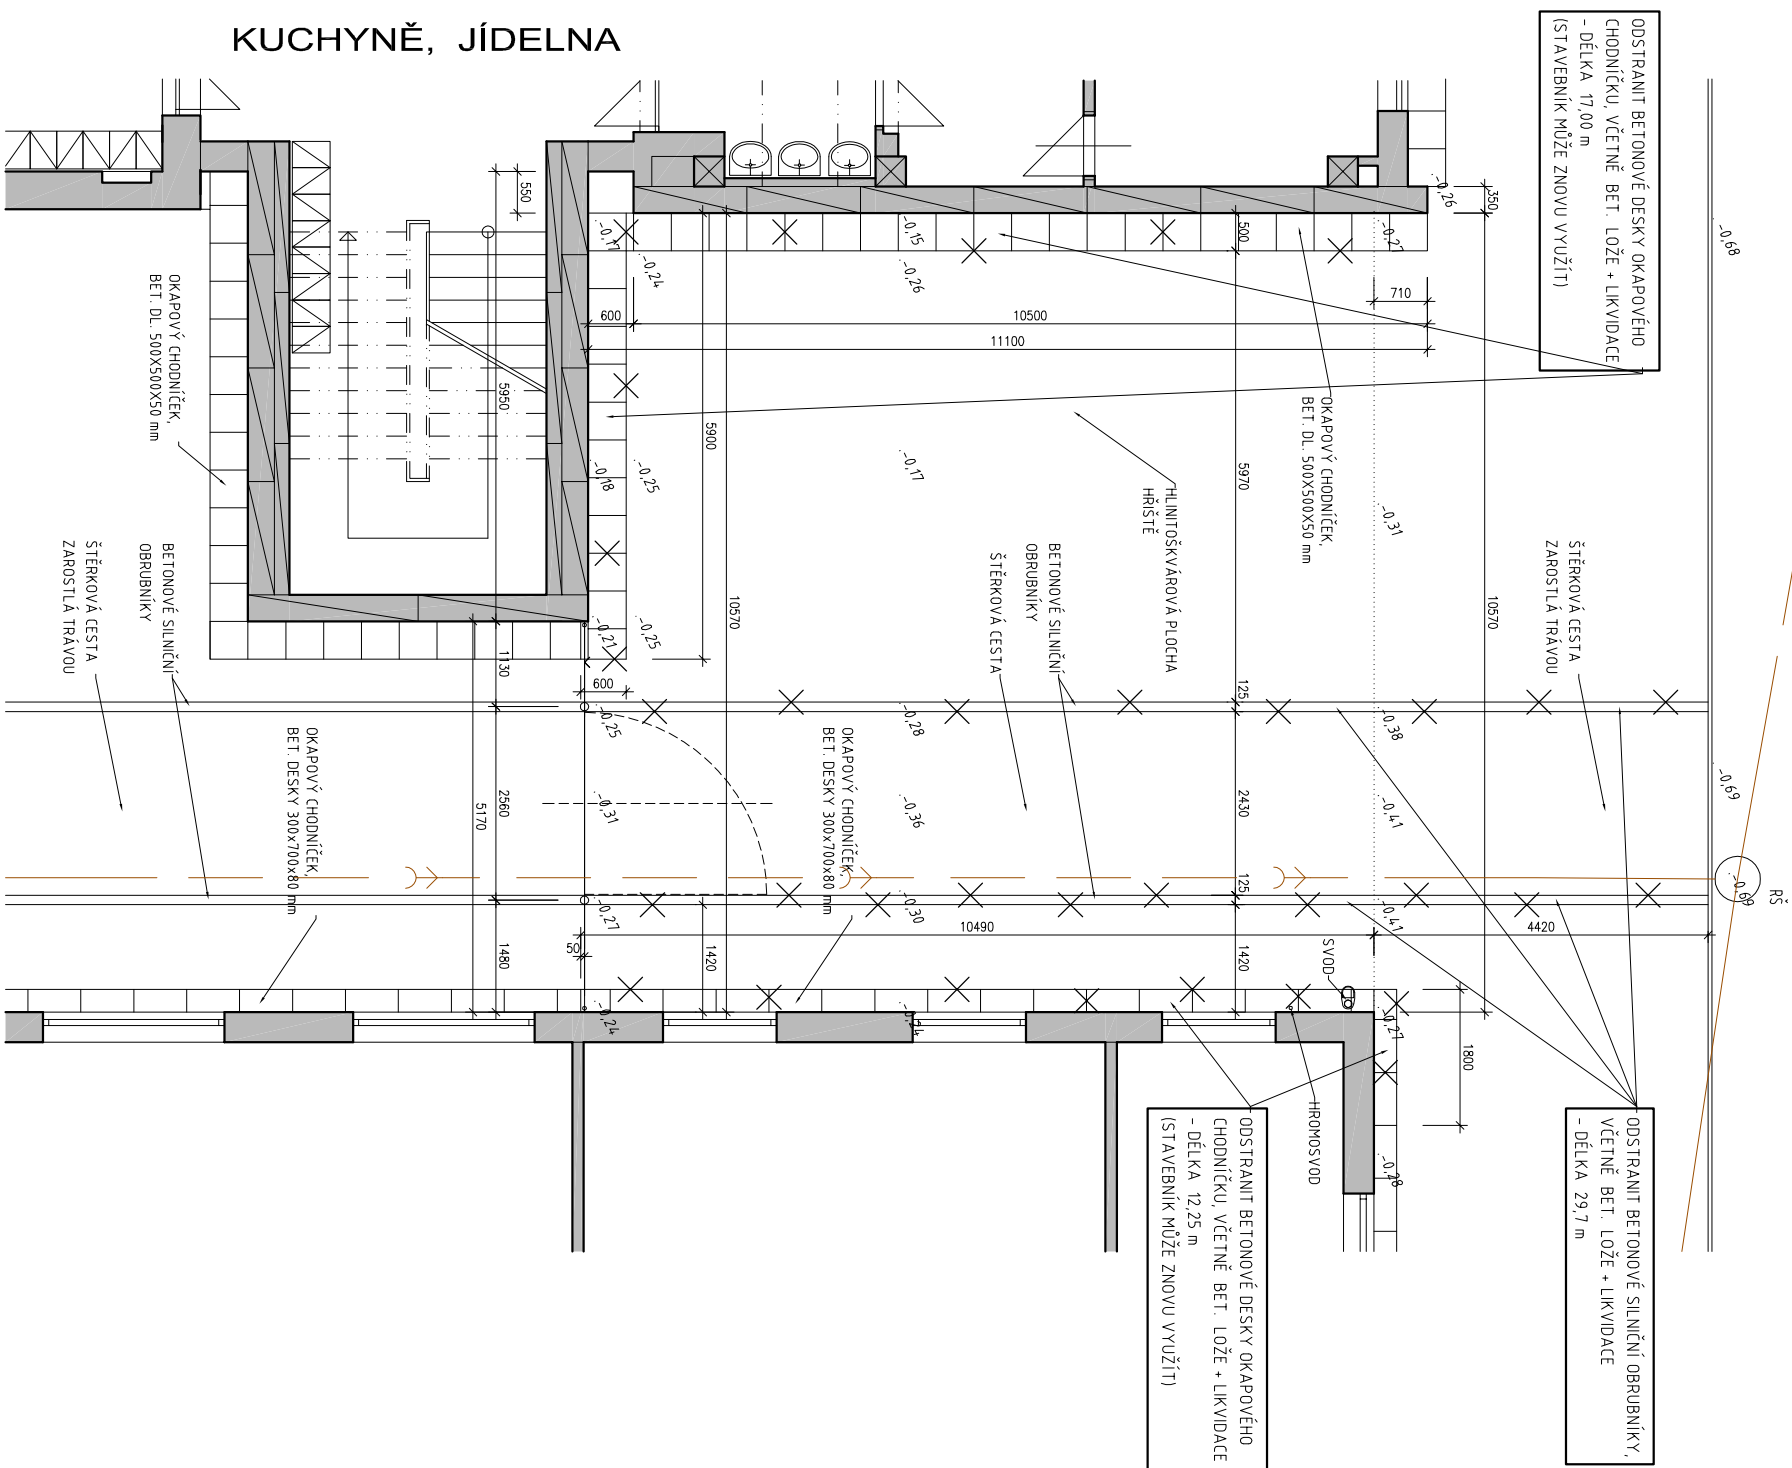 KUCHYNĚ, JÍDELNA
ODSTRANIT BETONOVÉ DESKY OKAPOVÉHO
CHODNÍČKU, VČETNĚ BET. LOŽE + LIKVIDACE
- DÉLKA 17,00 m
(STAVEBNÍK MŮŽE ZNOVU VYUŽÍT)
550
-0,17
-0,24
-0,15
-0,26
500
-0,27
-0,26
350
-0,68
710
600
10500
11100
OKAPOVÝ CHODNÍČEK,
BET. DL. 500X500X50 mm
5950
5900
5970
OKAPOVÝ CHODNÍČEK,
BET. DL. 500X500X50 mm
-0,18
-0,25
-0,17
-0,31
HLINITOŠKVÁROVÁ PLOCHA
HŘIŠTĚ
ŠTĚRKOVÁ CESTA
ZAROSTLÁ TRÁVOU
BETONOVÉ SILNIČNÍ
OBRUBNÍKY
10570
ŠTĚRKOVÁ CESTA
BETONOVÉ SILNIČNÍ
OBRUBNÍKY
10570
ŠTĚRKOVÁ CESTA
ZAROSTLÁ TRÁVOU
-0,21
-0,25
1130
600
125
-0,25
-0,28
-0,38
-0,69
OKAPOVÝ CHODNÍČEK,
BET. DESKY 300x700x80 mm
2560
5170
-0,31
-0,36
OKAPOVÝ CHODNÍČEK,
BET. DESKY 300x700x80 mm
2430
-0,41
125
-0,27
-0,30
-0,41
-0,69
RŠ
10490
4420
1480
50
1420
1420
SVOD
-0,24
-0,24
-0,27
1800
HROMOSVOD
-0,28
ODSTRANIT BETONOVÉ DESKY OKAPOVÉHO
CHODNÍČKU, VČETNĚ BET. LOŽE + LIKVIDACE
- DÉLKA 12,25 m
(STAVEBNÍK MŮŽE ZNOVU VYUŽÍT)
ODSTRANIT BETONOVÉ SILNIČNÍ OBRUBNÍKY,
VČETNĚ BET. LOŽE + LIKVIDACE
- DÉLKA 29,7 m